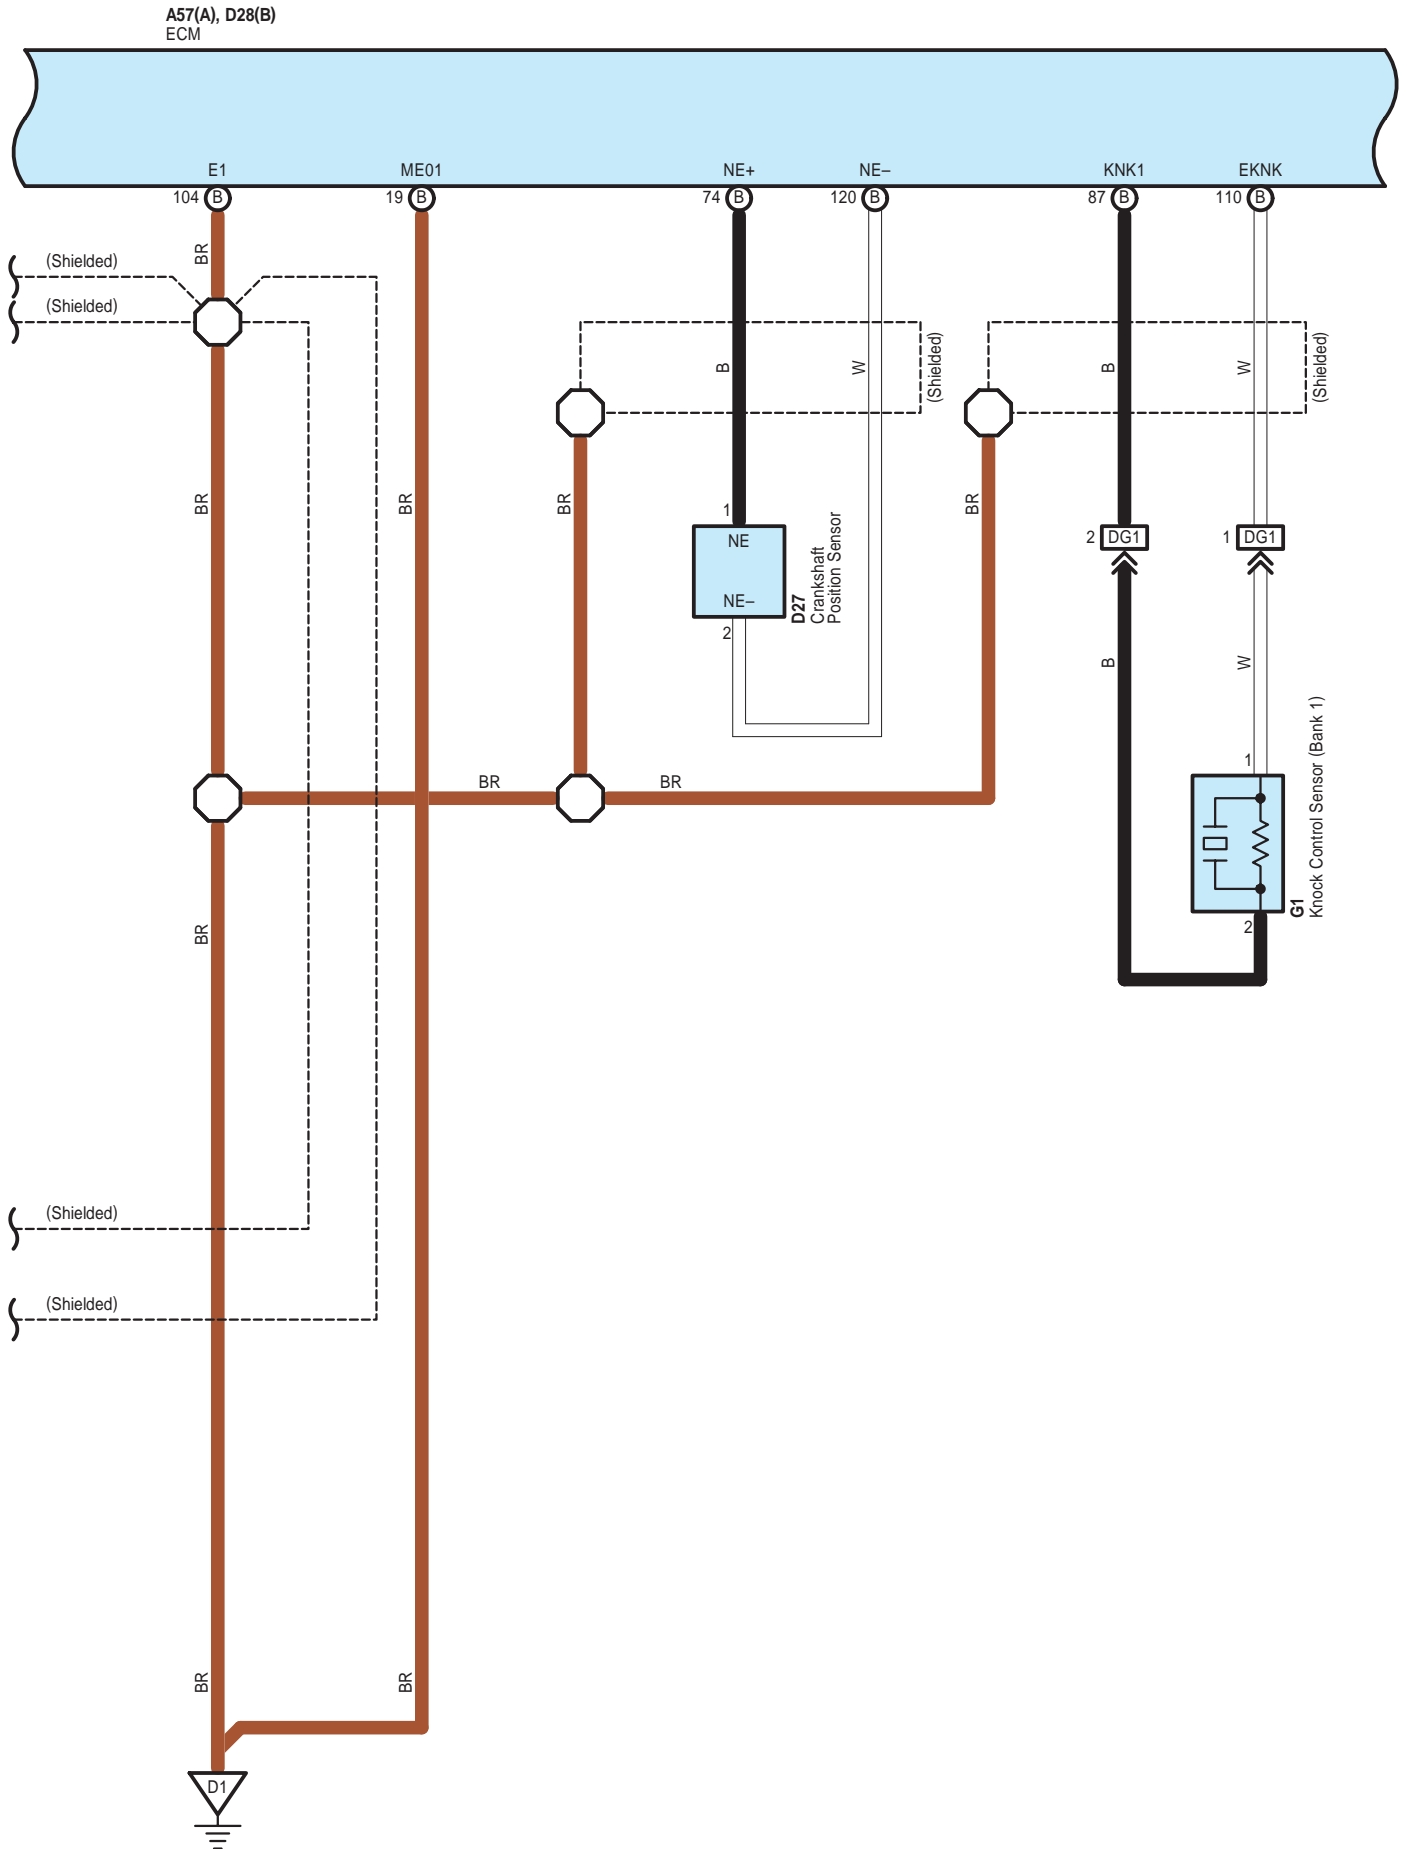 A57(A), D28(B)
ECM
E1
ME01
NE+
NE–
KNK1
EKNK
104 B
19 B
74 B
120 B
87 B
110 B
BR
(Shielded)
(Shielded)
B
W
(Shielded)
B
W
(Shielded)
BR
BR
BR
BR
1
NE
NE–
2
D27
Crankshaft
Position Sensor
2 DG1
1 DG1
B
W
BR
BR
1
2
G1
Knock Control Sensor (Bank 1)
BR
(Shielded)
(Shielded)
BR
BR
D1